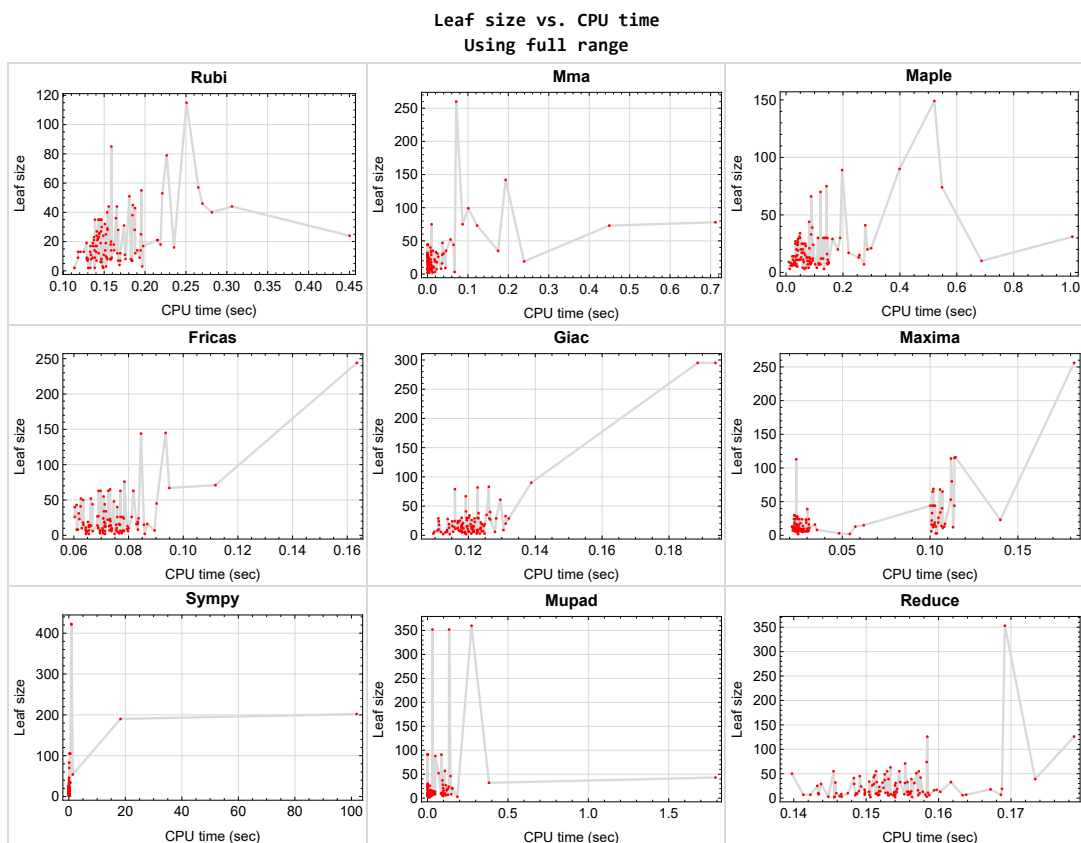 Leaf size vs. CPU time
Using full range
Rubi
Leaf size
120
100
80
60
40
20
0
0.10 0.15 0.20 0.25 0.30 0.35 0.40 0.45
CPU time (sec)
Mma
Leaf size
250
200
150
100
50
0
0.0 0.1 0.2 0.3 0.4 0.5 0.6 0.7
CPU time (sec)
Maple
Leaf size
150
100
50
0
0.0 0.2 0.4 0.6 0.8 1.0
CPU time (sec)
Fricas
Leaf size
250
200
150
100
50
0
0.06 0.08 0.10 0.12 0.14 0.16
CPU time (sec)
Giac
Leaf size
300
250
200
150
100
50
0
0.12 0.14 0.16 0.18
CPU time (sec)
Maxima
Leaf size
250
200
150
100
50
0
0.05 0.10 0.15
CPU time (sec)
Sympy
Leaf size
400
300
200
100
0
0 20 40 60 80 100
CPU time (sec)
Mupad
Leaf size
350
300
250
200
150
100
50
0
0.0 0.5 1.0 1.5
CPU time (sec)
Reduce
Leaf size
350
300
250
200
150
100
50
0
0.14 0.15 0.16 0.17
CPU time (sec)